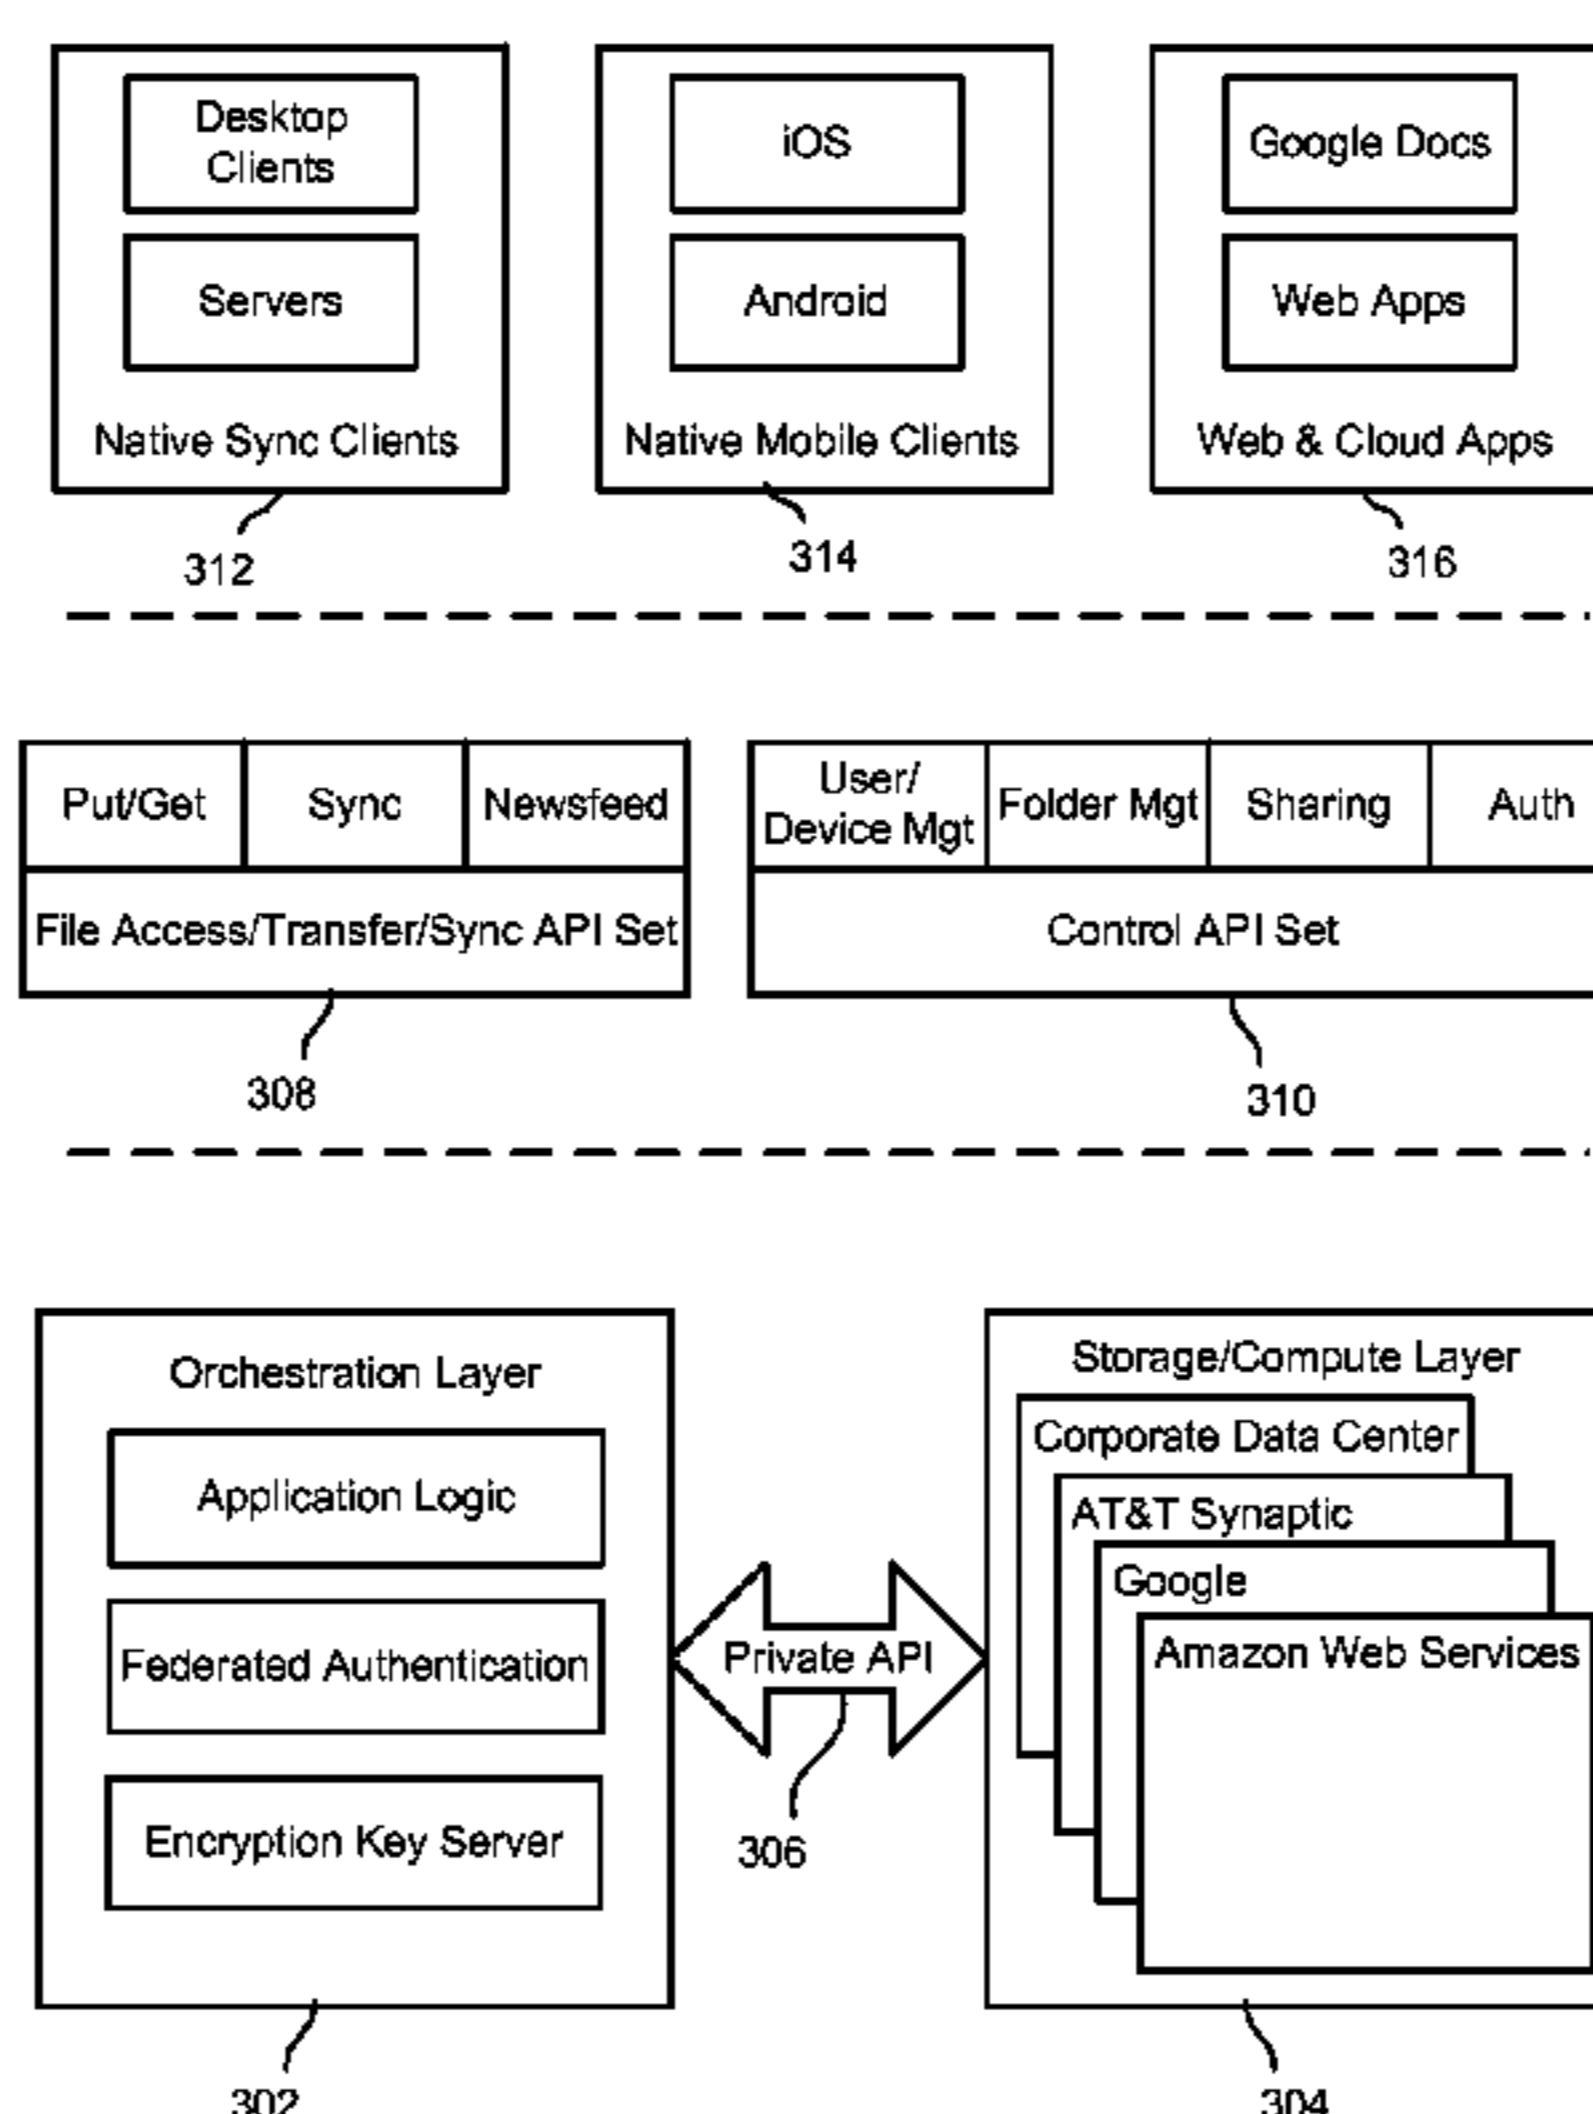 Desktop
Clients
Servers
Native Sync Clients
312
iOS
Android
Native Mobile Clients
314
Google Docs
Web Apps
Web & Cloud Apps
316
Put/Get
Sync
Newsfeed
File Access/Transfer/Sync API Set
308
User/
Device Mgt
Folder Mgt
Sharing
Auth
Control API Set
310
Orchestration Layer
Application Logic
Federated Authentication
Encryption Key Server
302
Private API
306
Storage/Compute Layer
Corporate Data Center
AT&T Synaptic
Google
Amazon Web Services
304